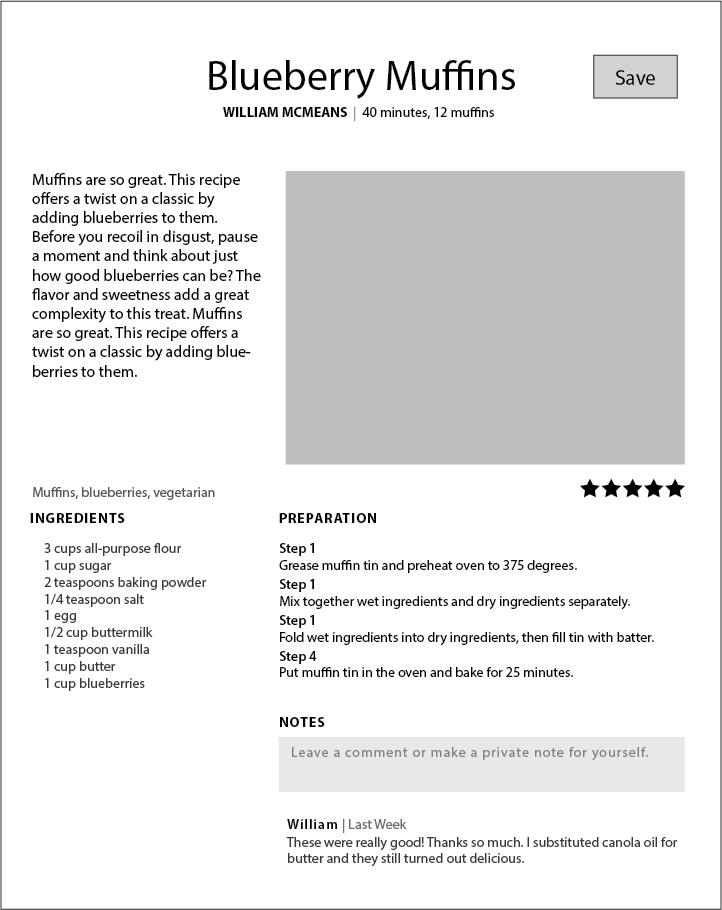 Blueberry Muffins
Save
WILLIAM MCMEANS | 40 minutes, 12 muffins
Muffins are so great. This recipe
offers a twist on a classic by
adding blueberries to them.
Before you recoil in disgust, pause
a moment and think about just
how good blueberries can be? The
flavor and sweetness add a great
complexity to this treat. Muffins
are so great. This recipe offers a
twist on a classic by adding blue-
berries to them.
Muffins, blueberries, vegetarian
INGREDIENTS
3 cups all-purpose flour
1 cup sugar
2 teaspoons baking powder
1/4 teaspoon salt
1 egg
1/2 cup buttermilk
1 teaspoon vanilla
1 cup butter
1 cup blueberries
PREPARATION
Step 1
Grease muffin tin and preheat oven to 375 degrees.
Step 1
Mix together wet ingredients and dry ingredients separately.
Step 1
Fold wet ingredients into dry ingredients, then fill tin with batter.
Step 4
Put muffin tin in the oven and bake for 25 minutes.
NOTES
Leave a comment or make a private note for yourself.
William | Last Week
These were really good! Thanks so much. I substituted canola oil for
butter and they still turned out delicious.